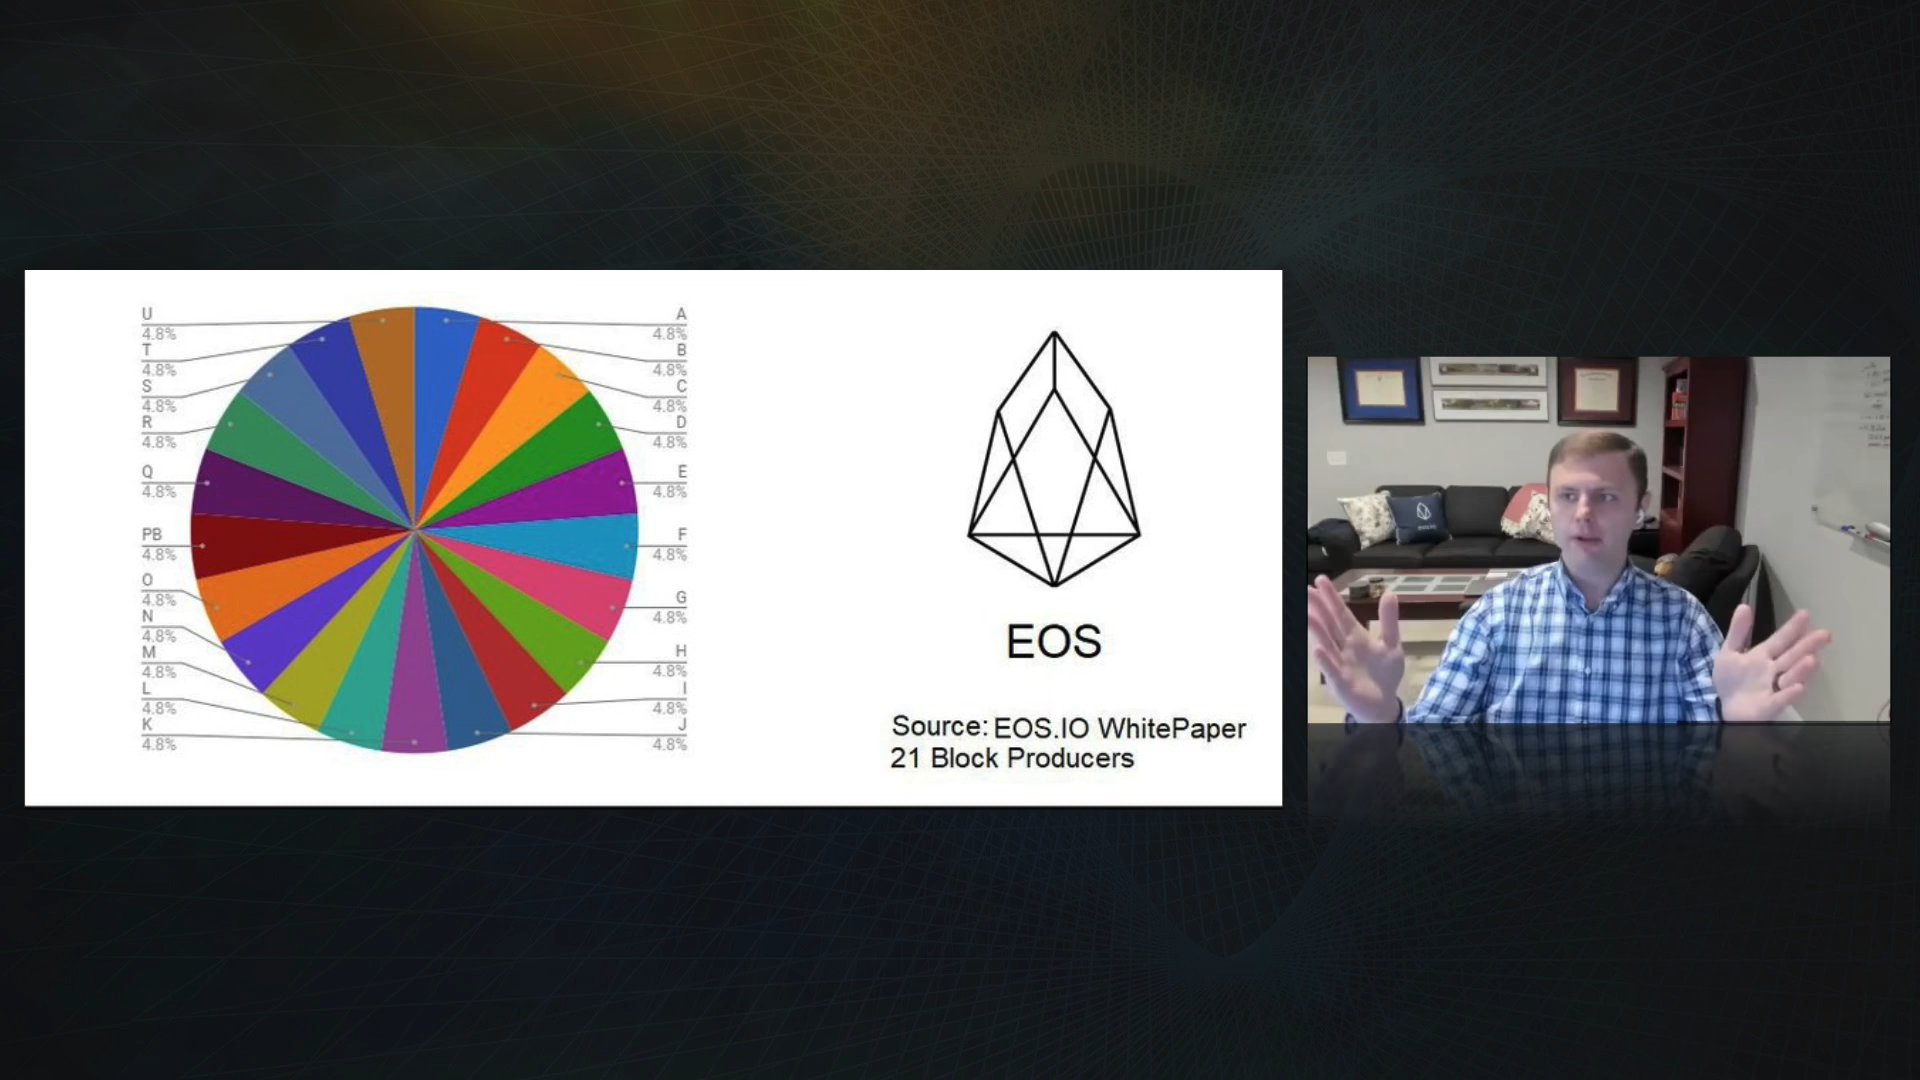 U
4.8%
T
4.8%
S
4.8%
R
4.8%
Q
4.8%
PB
4.8%
O
4.8%
N
4.8%
M
4.8%
L
4.8%
K
4.8%
A
4.8%
B
4.8%
C
4.8%
D
4.8%
E
4.8%
F
4.8%
G
4.8%
H
4.8%
I
4.8%
J
4.8%
EOS
Source: EOS.IO WhitePaper
21 Block Producers